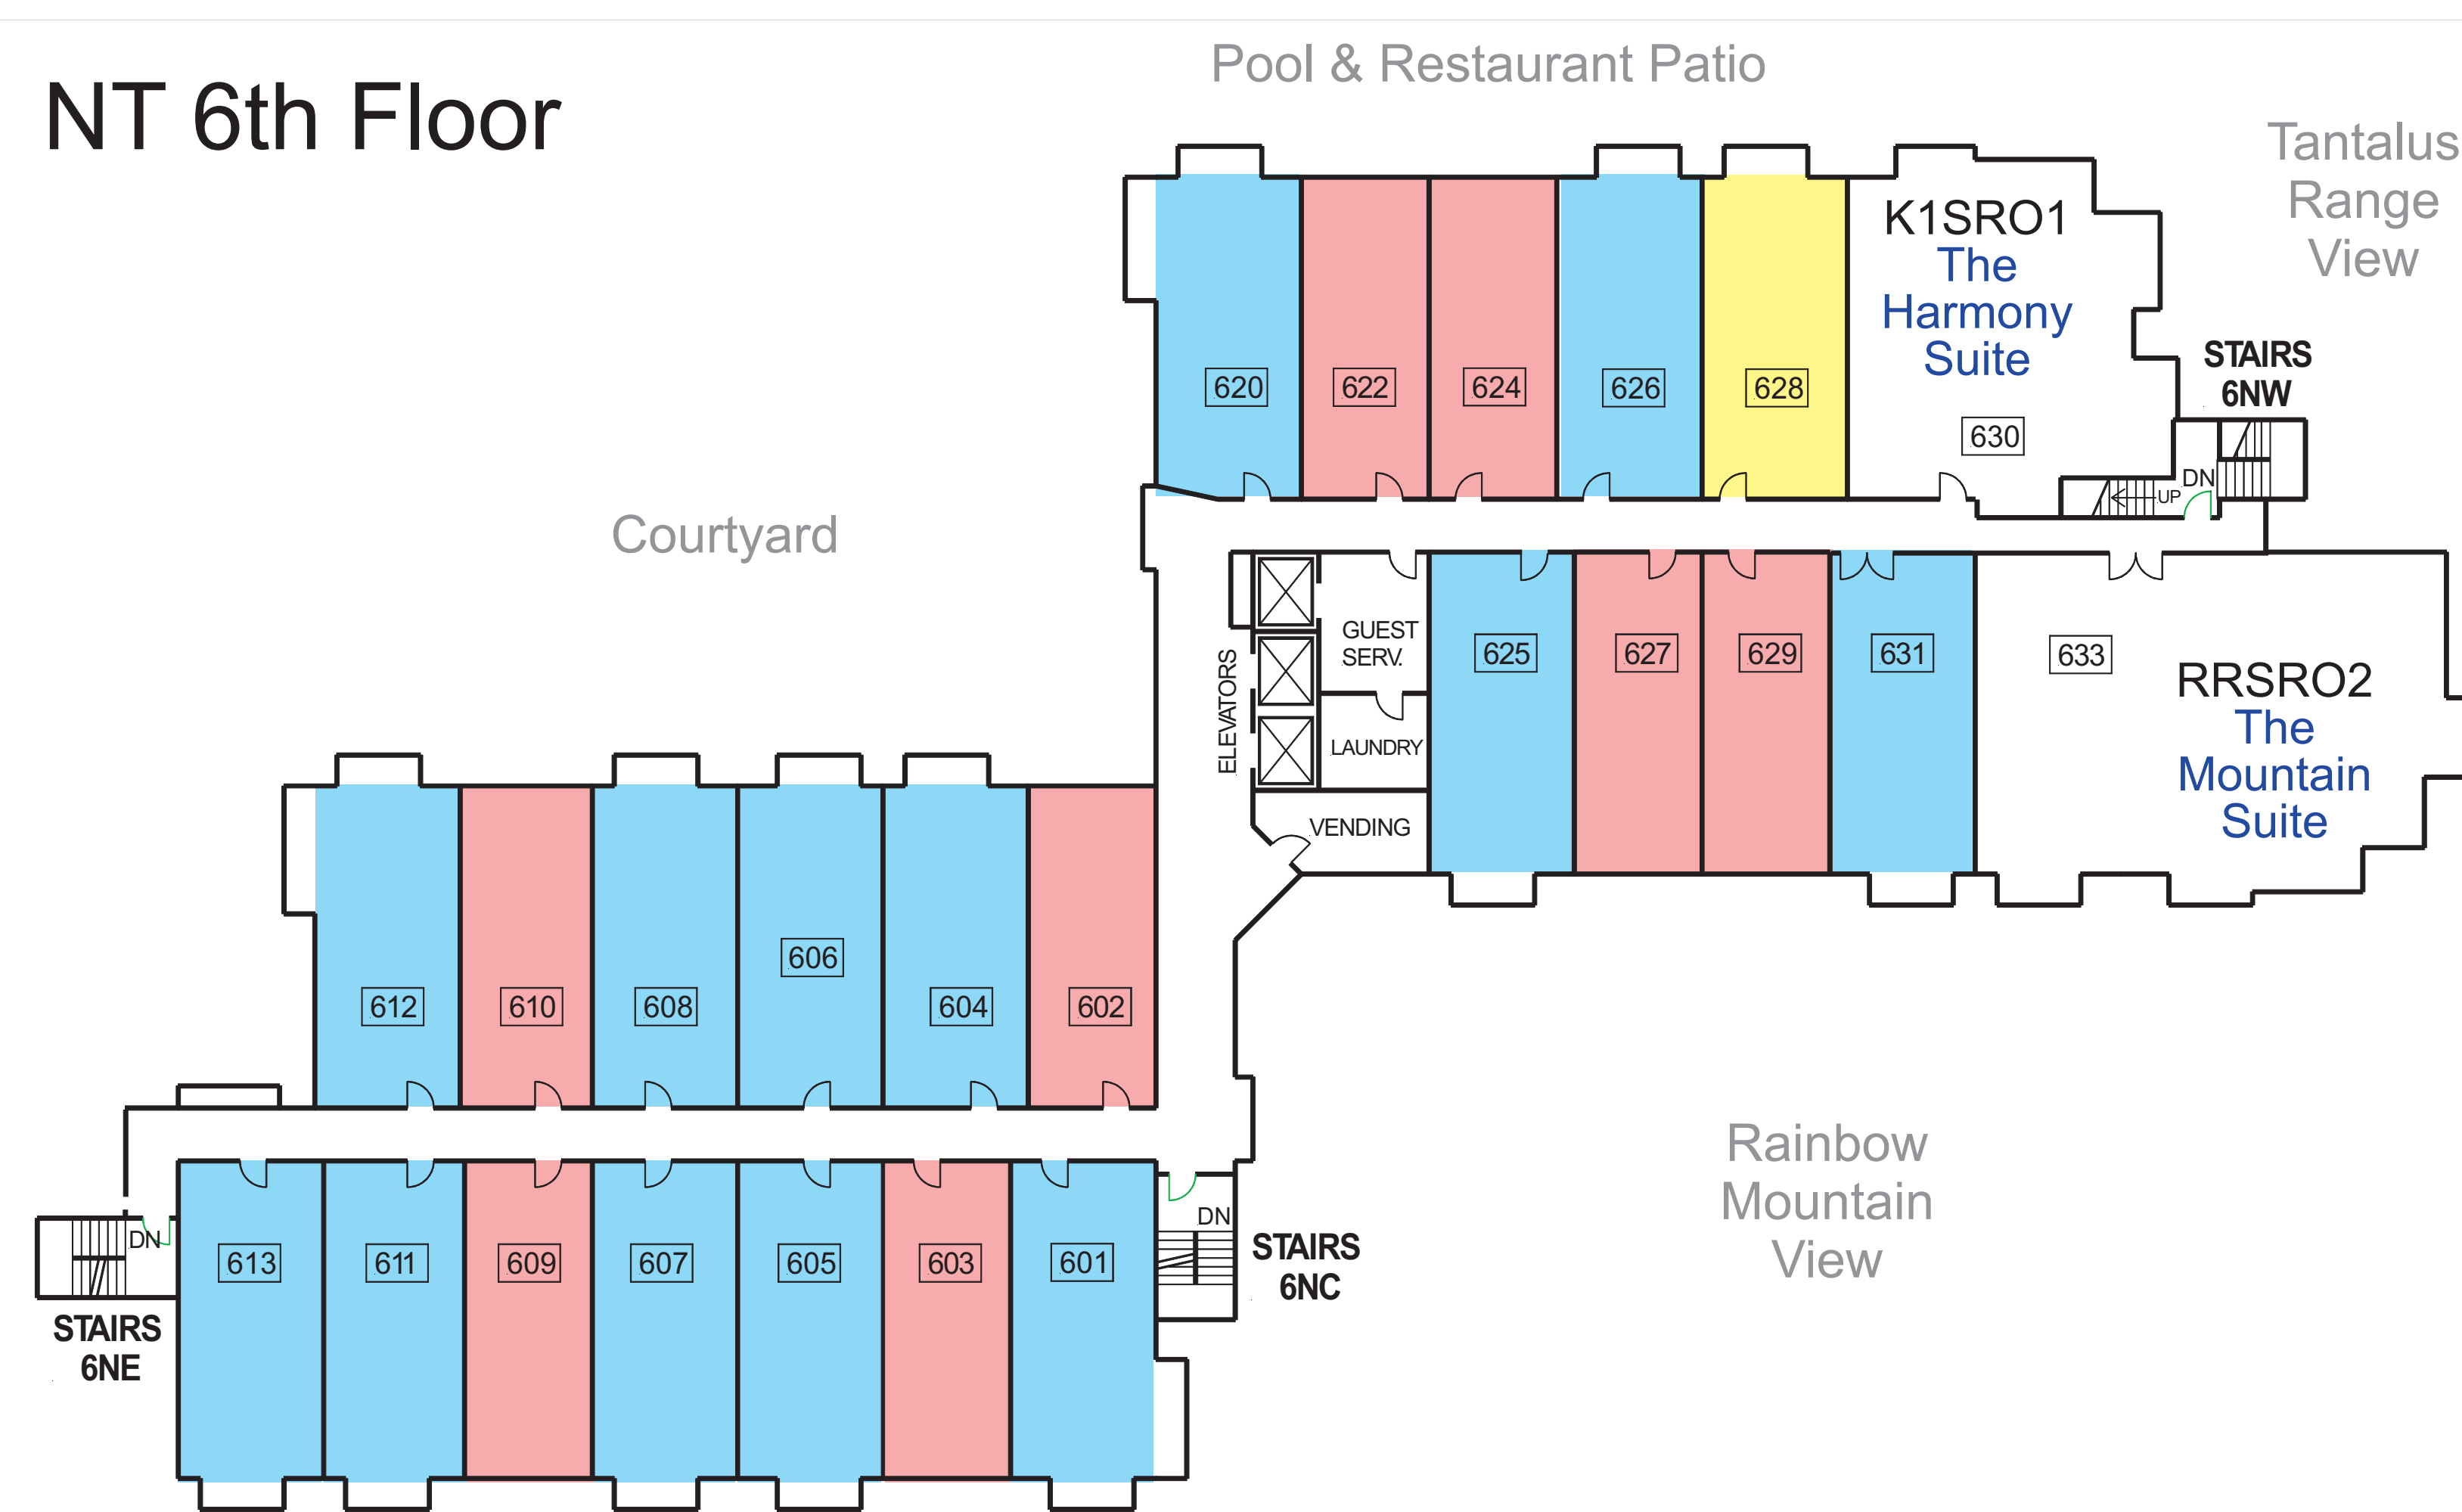 Pool & Restaurant Patio
NT 6th Floor
Tantalus
Range
View
K1SRO1
The
Harmony
Suite
STAIRS
6NW
620
622
624
626
628
630
DN
UP
Courtyard
ELEVATORS
GUEST
SERV.
LAUNDRY
VENDING
625
627
629
631
633
RRSRO2
The
Mountain
Suite
612
610
608
606
604
602
Rainbow
Mountain
View
DN
STAIRS
6NE
613
611
609
607
605
603
601
DN
STAIRS
6NC